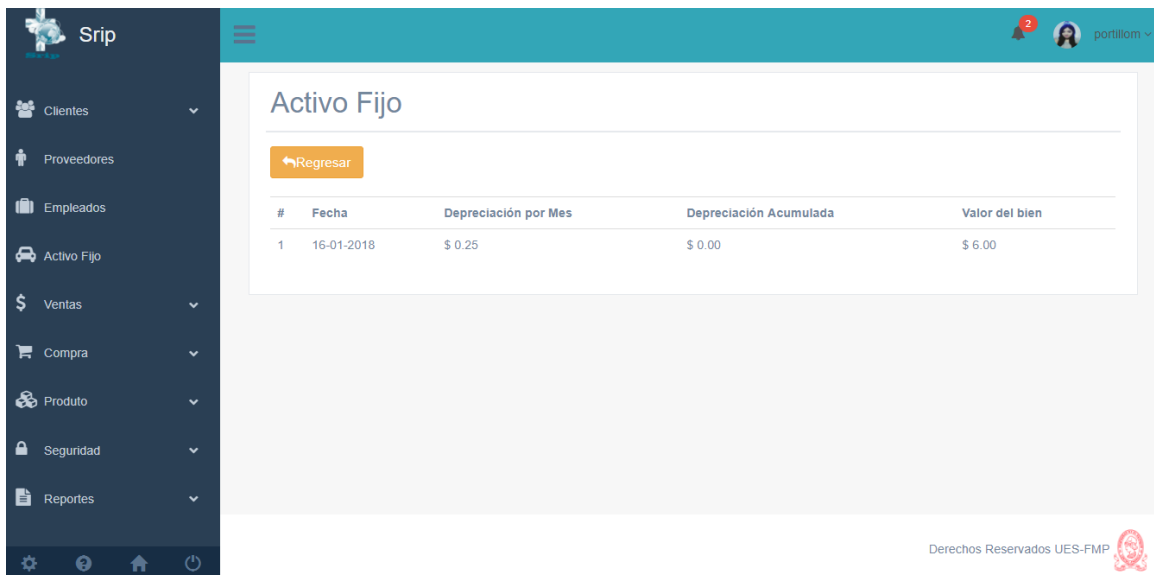 Srip
2
portillom
Clientes
Proveedores
Empleados
Activo Fijo
Ventas
Compra
Produto
Seguridad
Reportes
Activo Fijo
Regresar
# Fecha Depreciación por Mes Depreciación Acumulada Valor del bien
1 16-01-2018 $ 0.25 $ 0.00 $ 6.00
Derechos Reservados UES-FMP